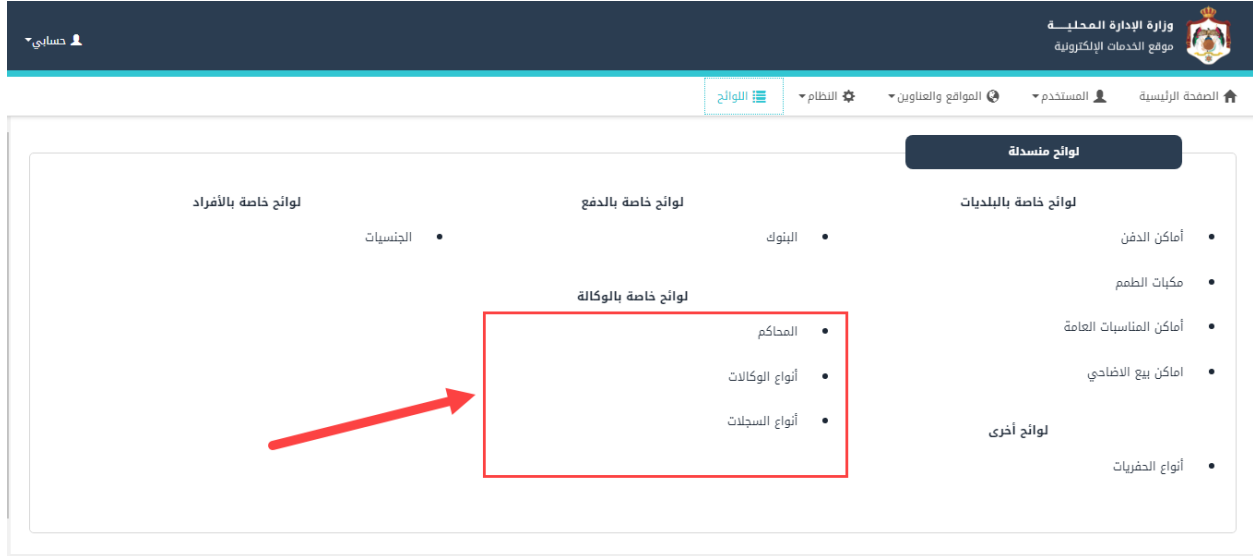 وزارة الإدارة المحليـــة
موقع الخدمات الإلكترونية
حسابي
الصفحة الرئيسية
المستخدم
المواقع والعناوين
النظام
اللوائح
لوائح منسدلة
لوائح خاصة بالبلديات
أماكن الدفن
مكبات الطمم
أماكن المناسبات العامة
اماكن بيع الاضاحي
لوائح أخرى
أنواع الحفريات
لوائح خاصة بالدفع
البنوك
لوائح خاصة بالوكالة
المحاكم
أنواع الوكالات
أنواع السجلات
لوائح خاصة بالأفراد
الجنسيات